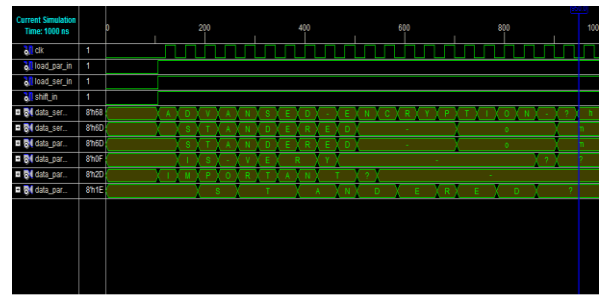 Current Simulation
Time: 1000 ns
0 200 400 600 800 1000
clk 1
load_par_in 1
load_ser_in 1
shift_in 1
data_ser... 8'h68 A D V A N S E D - E N C R Y P T I O N - ? h
data_ser... 8'h6D S T A N D E R E D - o m
data_par... 8'h6D S T A N D E R E D - o m
data_par... 8'h0F I S - V E R Y - ? ?
data_par... 8'h2D I M P O R T A N T ? -
data_par... 8'h1E S T A N D E R E D ?